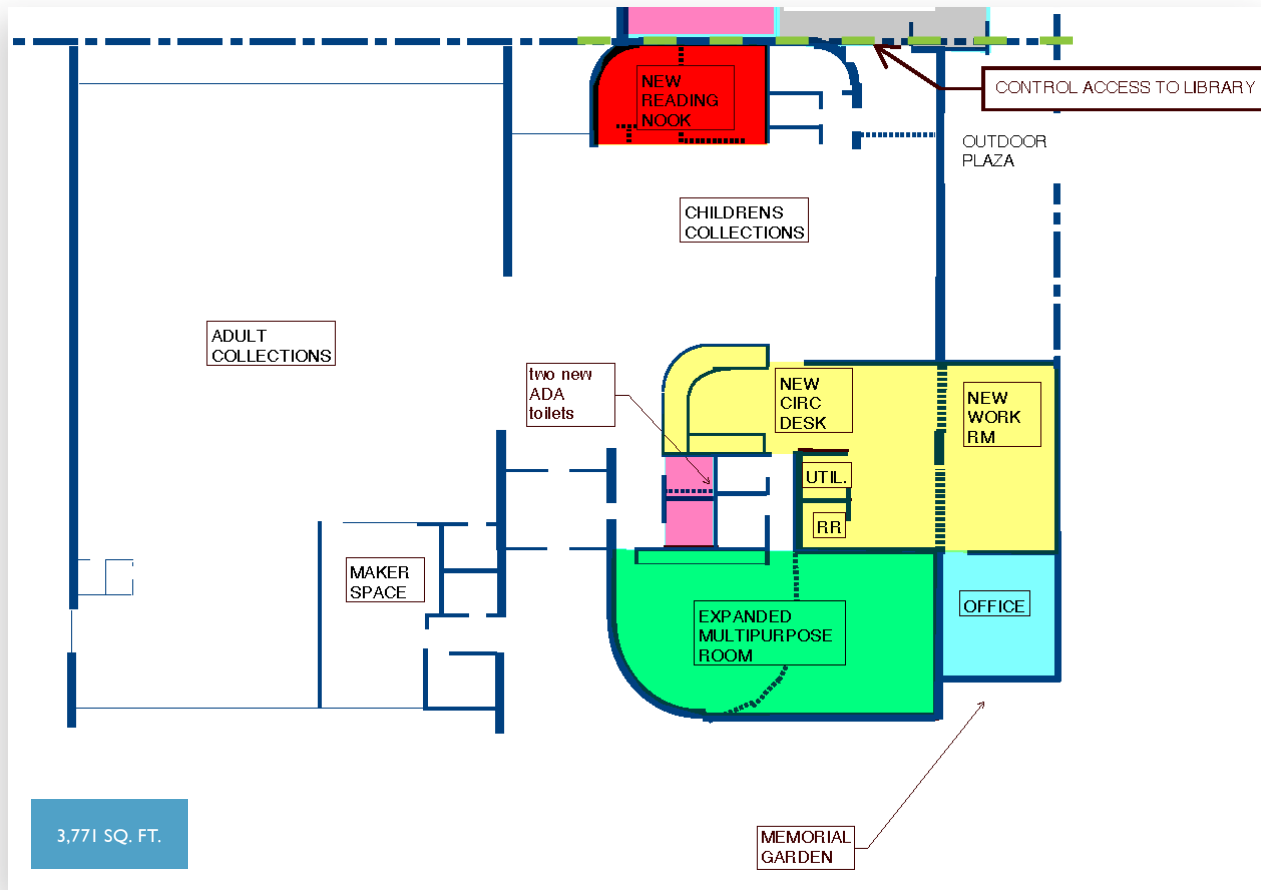 NEW
READING
NOOK
CONTROL ACCESS TO LIBRARY
OUTDOOR
PLAZA
CHILDRENS
COLLECTIONS
ADULT
COLLECTIONS
two new
ADA
toilets
NEW
CIRC
DESK
NEW
WORK
RM
UTIL.
RR
MAKER
SPACE
OFFICE
EXPANDED
MULTIPURPOSE
ROOM
3,771 SQ. FT.
MEMORIAL
GARDEN